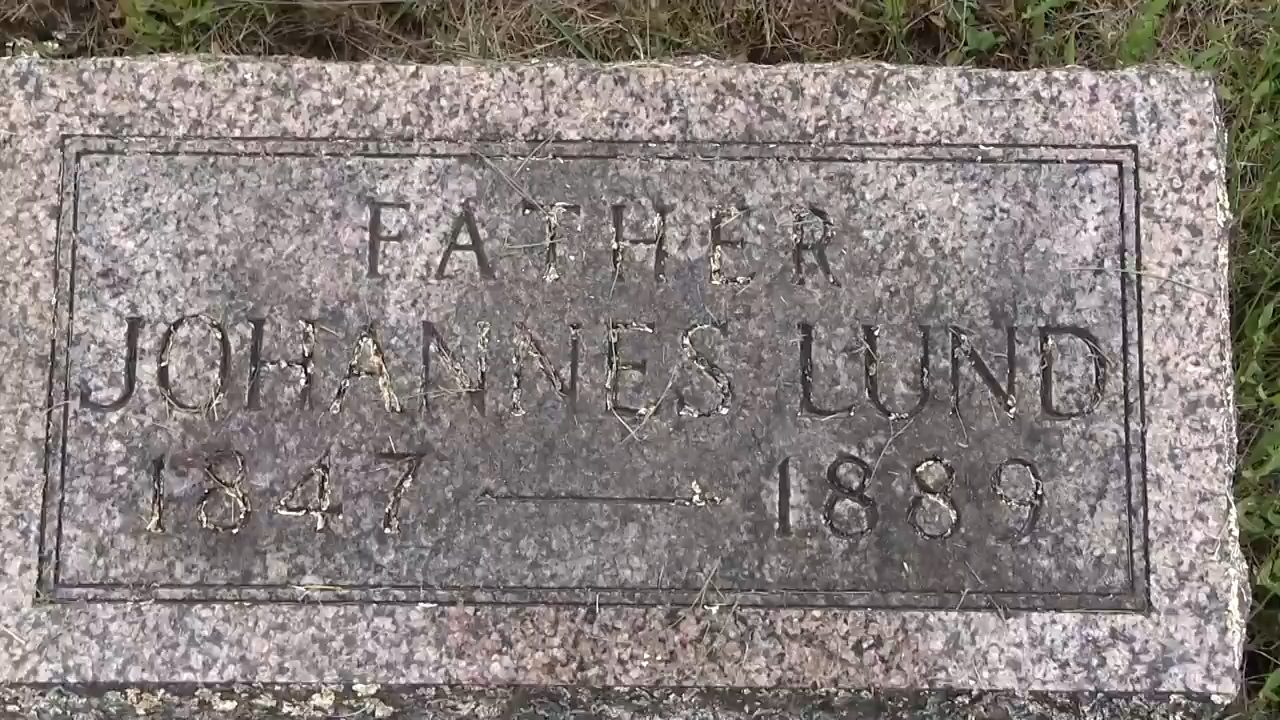 FATHER
JOHANNES LUND
1847 — 1889